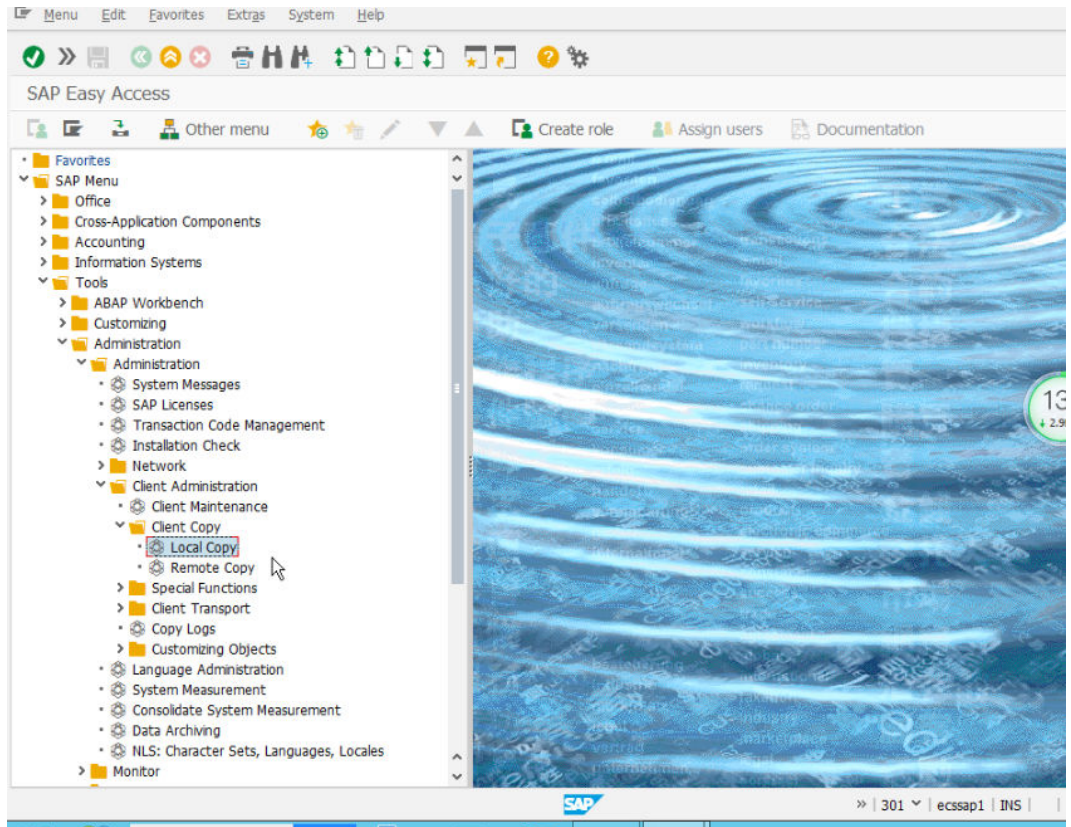 Menu Edit Favorites Extras System Help
SAP Easy Access
Other menu Create role Assign users Documentation
Favorites
SAP Menu
Office
Cross-Application Components
Accounting
Information Systems
Tools
ABAP Workbench
Customizing
Administration
Administration
System Messages
SAP Licenses
Transaction Code Management
Installation Check
Network
Client Administration
Client Maintenance
Client Copy
Local Copy
Remote Copy
Special Functions
Client Transport
Copy Logs
Customizing Objects
Language Administration
System Measurement
Consolidate System Measurement
Data Archiving
NLS: Character Sets, Languages, Locales
Monitor
13
SAP
301 ecssap1 INS